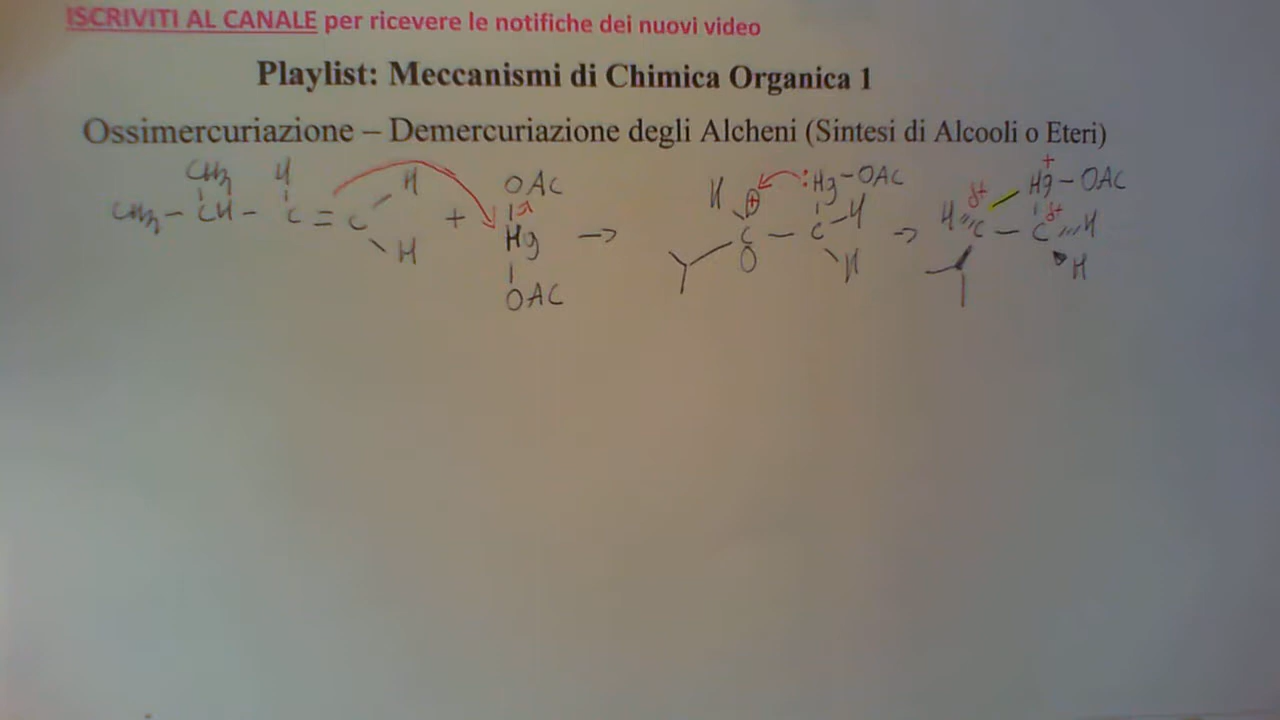 ISCRIVITI AL CANALE per ricevere le notifiche dei nuovi video
Playlist: Meccanismi di Chimica Organica 1
Ossimercuriazione – Demercuriazione degli Alcheni (Sintesi di Alcooli o Eteri)
CH₃ H H OAC H :Hg-OAC + Hg-OAC
CH₃ - CH - C = C + Hg → + C - C - H → H δ+ C - C δ+ H
H OAC H H